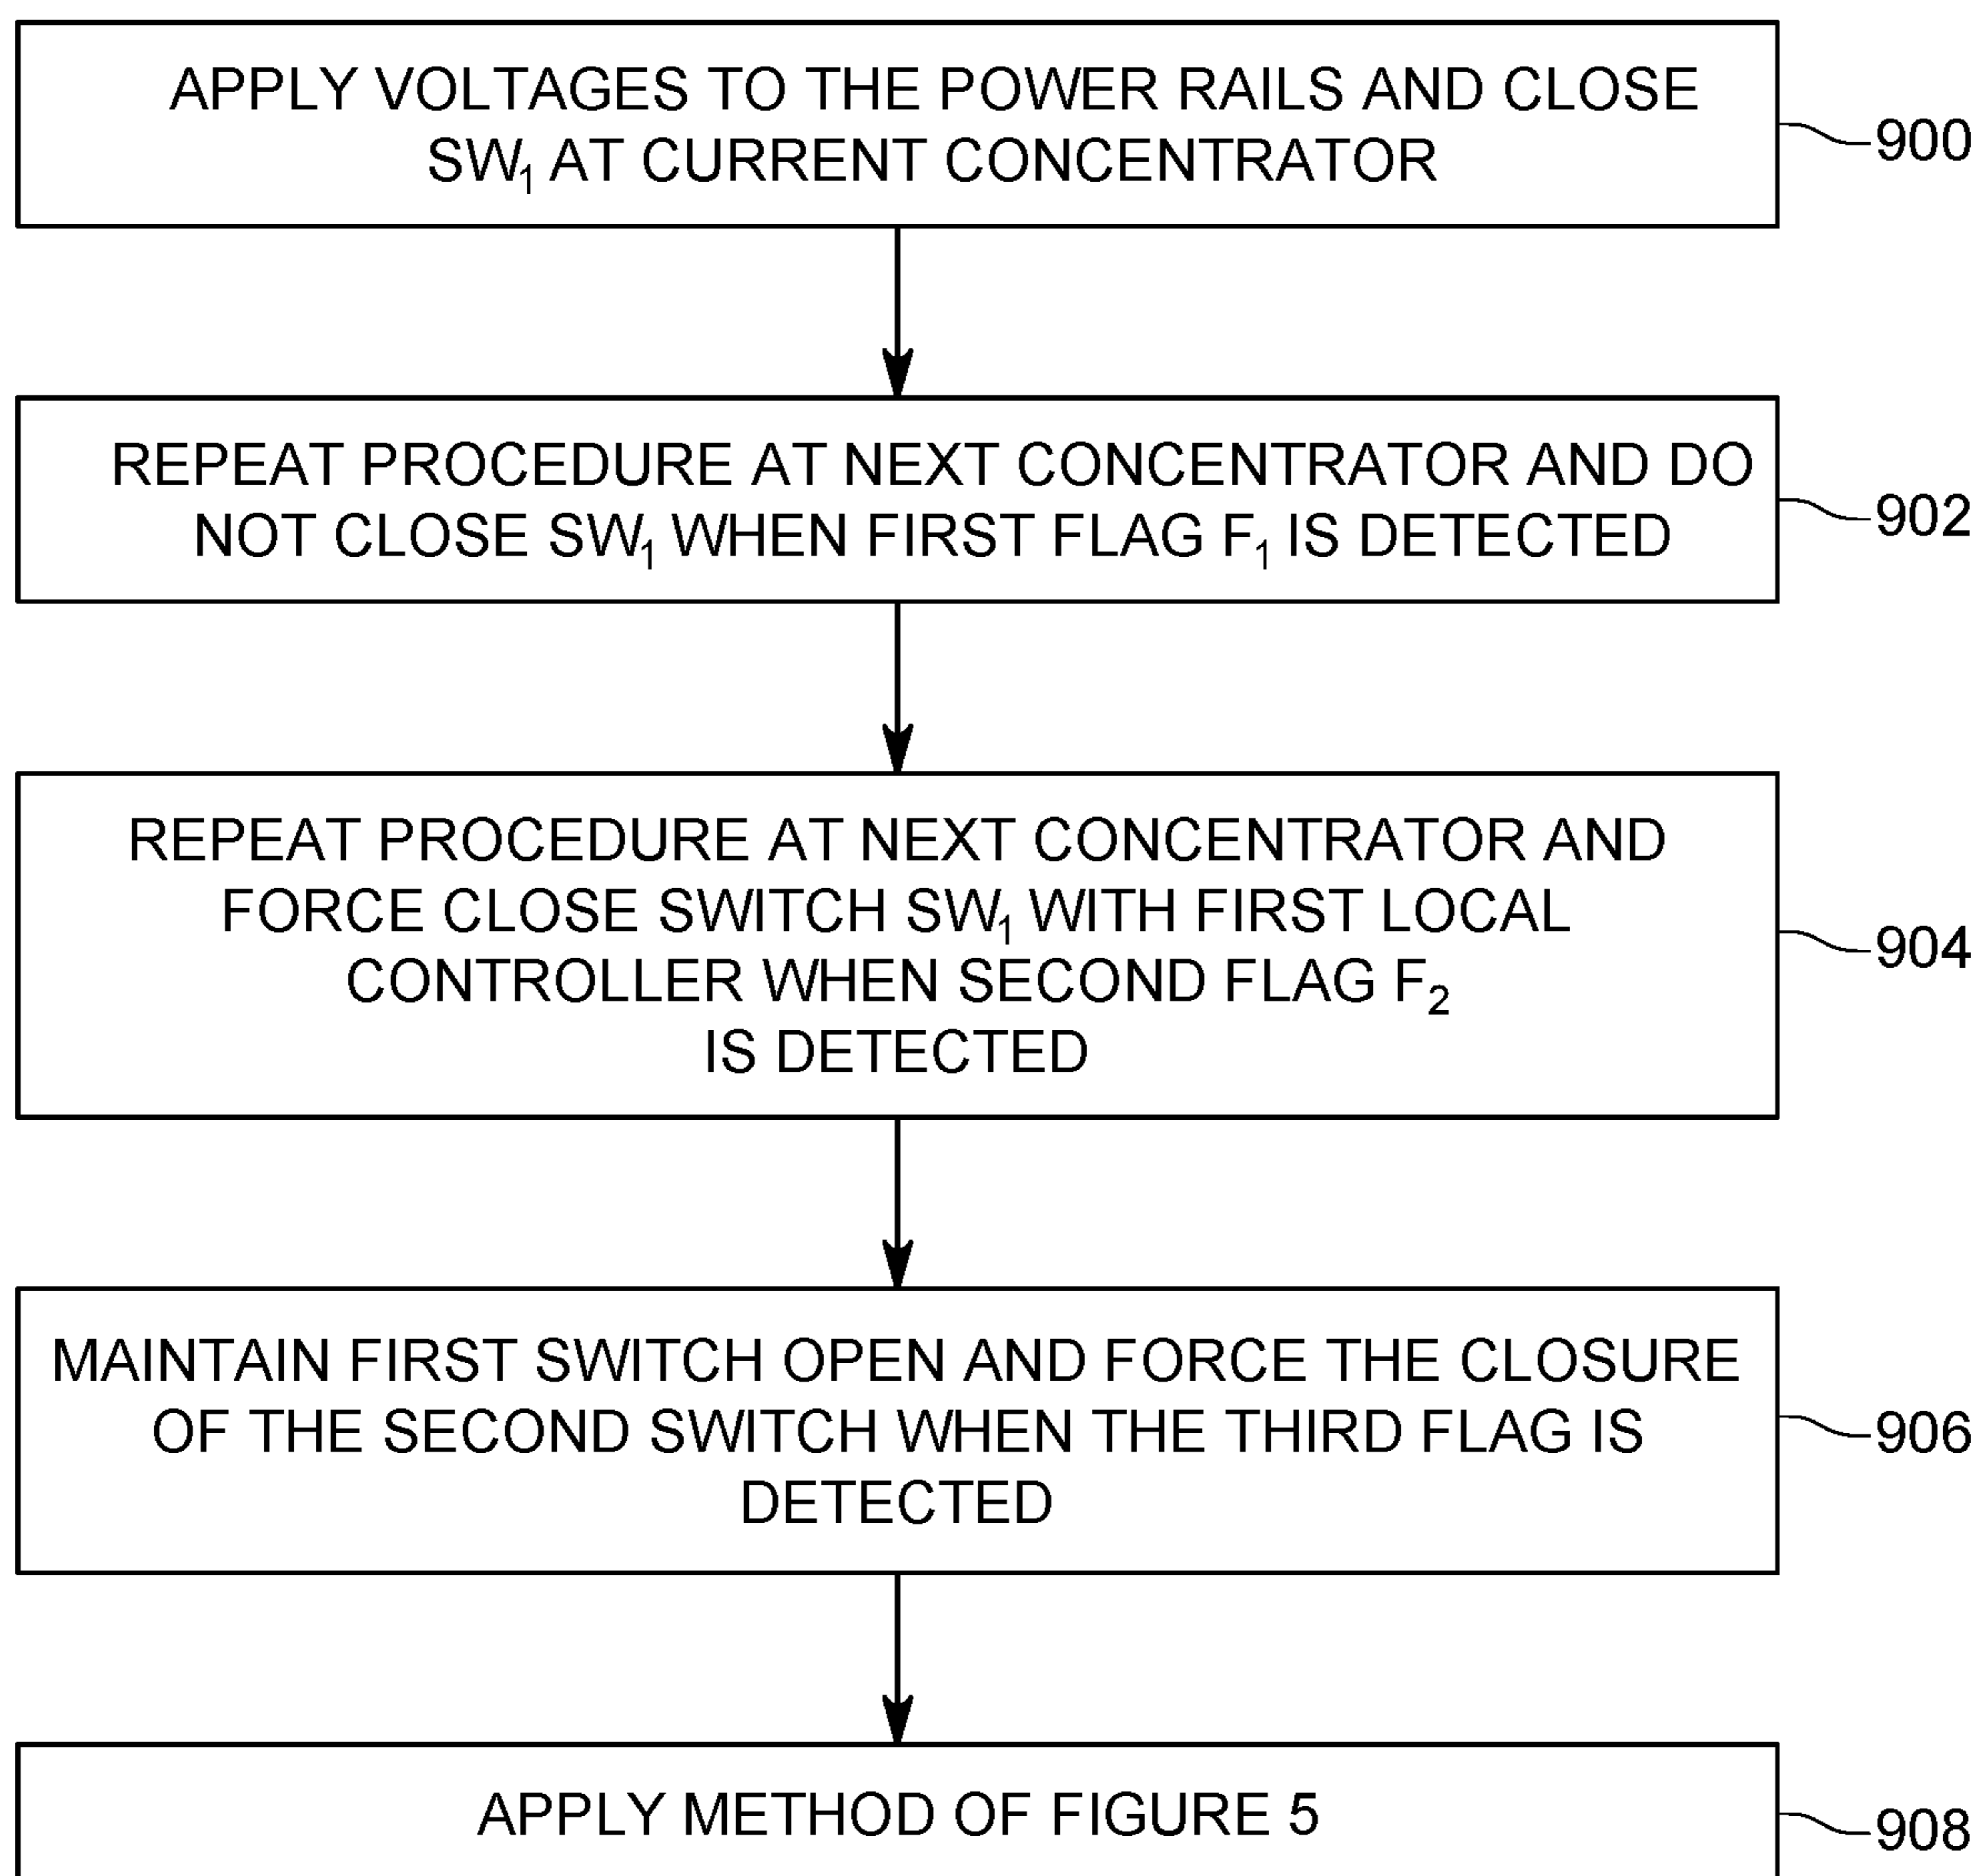 APPLY VOLTAGES TO THE POWER RAILS AND CLOSE
SW₁ AT CURRENT CONCENTRATOR
900
REPEAT PROCEDURE AT NEXT CONCENTRATOR AND DO
NOT CLOSE SW₁ WHEN FIRST FLAG F₁ IS DETECTED
902
REPEAT PROCEDURE AT NEXT CONCENTRATOR AND
FORCE CLOSE SWITCH SW₁ WITH FIRST LOCAL
CONTROLLER WHEN SECOND FLAG F₂
IS DETECTED
904
MAINTAIN FIRST SWITCH OPEN AND FORCE THE CLOSURE
OF THE SECOND SWITCH WHEN THE THIRD FLAG IS
DETECTED
906
APPLY METHOD OF FIGURE 5
908